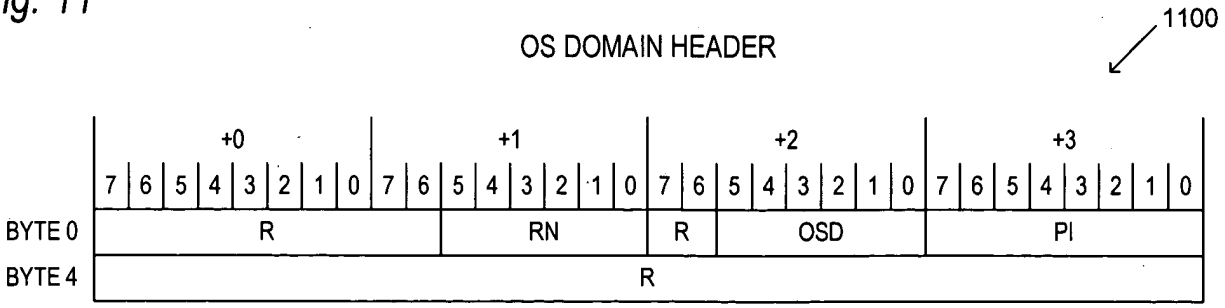 Fig. 11
1100
OS DOMAIN HEADER
+0 +1 +2 +3
7 6 5 4 3 2 1 0 7 6 5 4 3 2 1 0 7 6 5 4 3 2 1 0 7 6 5 4 3 2 1 0
BYTE 0 R RN R OSD PI
BYTE 4 R